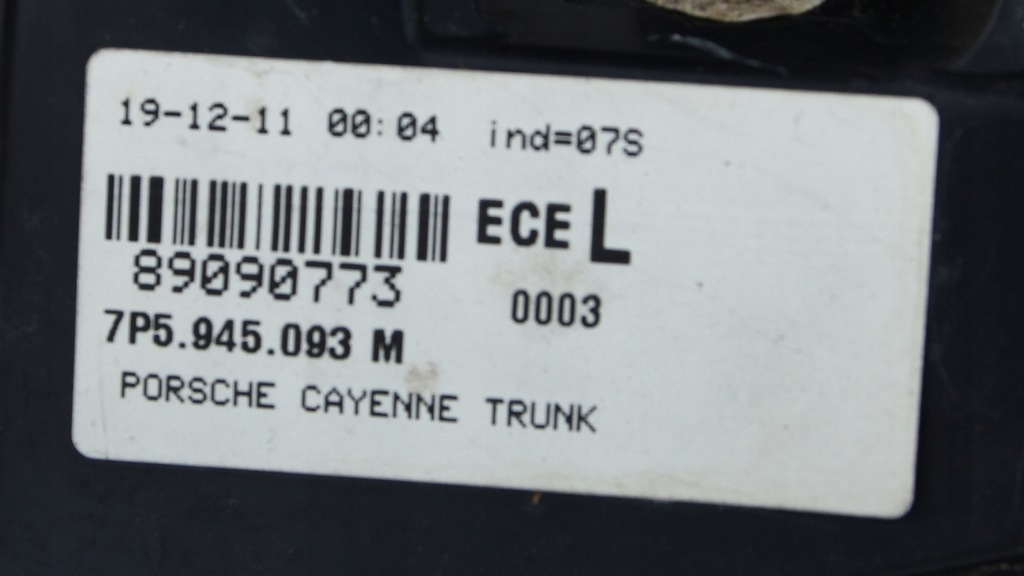 19-12-11 00:04 ind=07S
ECE L
89090773
0003
7P5.945.093 M
PORSCHE CAYENNE TRUNK